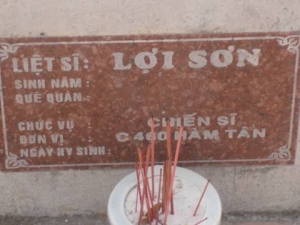 LIỆT SĨ: LỢI SƠN
SINH NĂM:
QUÊ QUÁN:
CHỨC VỤ : CHIẾN SĨ
ĐƠN VỊ : C 460 HÀM TÂN
NGÀY HY SINH: